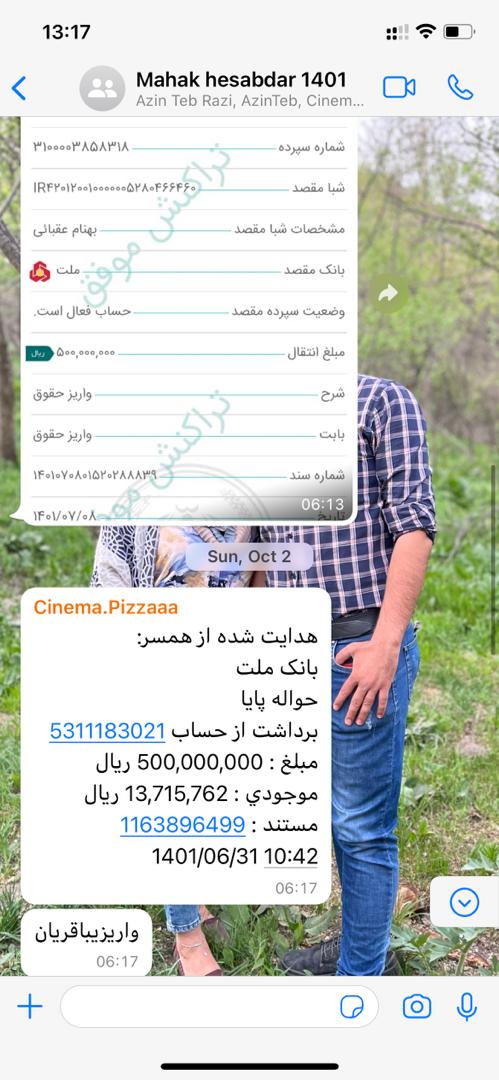 13:17
Mahak hesabdar 1401
Azin Teb Razi, AzinTeb, Cinem...
شماره سپرده ۳۱۰۰۰۰۳۸۵۸۳۱۸
شبا مقصد IR۴۲۰۱۲۰۰۱۰۰۰۰۰۰۵۲۸۰۴۶۶۴۶۰
مشخصات شبا مقصد بهنام عقبائی
بانک مقصد ملت
وضعیت سپرده مقصد حساب فعال است.
مبلغ انتقال ۵۰۰,۰۰۰,۰۰۰ ریال
شرح واریز حقوق
بابت واریز حقوق
شماره سند ۱۴۰۱۰۷۰۸۰۱۵۲۰۲۸۸۸۳۹
تاریخ ۱۴۰۱/۰۷/۰۸
06:13
تراکنش موفق
تراکنش موفق
Sun, Oct 2
Cinema.Pizzaaa
هدایت شده از همسر:
بانک ملت
حواله پایا
برداشت از حساب 5311183021
مبلغ : 500,000,000 ریال
موجودي : 13,715,762 ریال
مستند : 1163896499
1401/06/31 10:42
06:17
واریزیباقریان
06:17